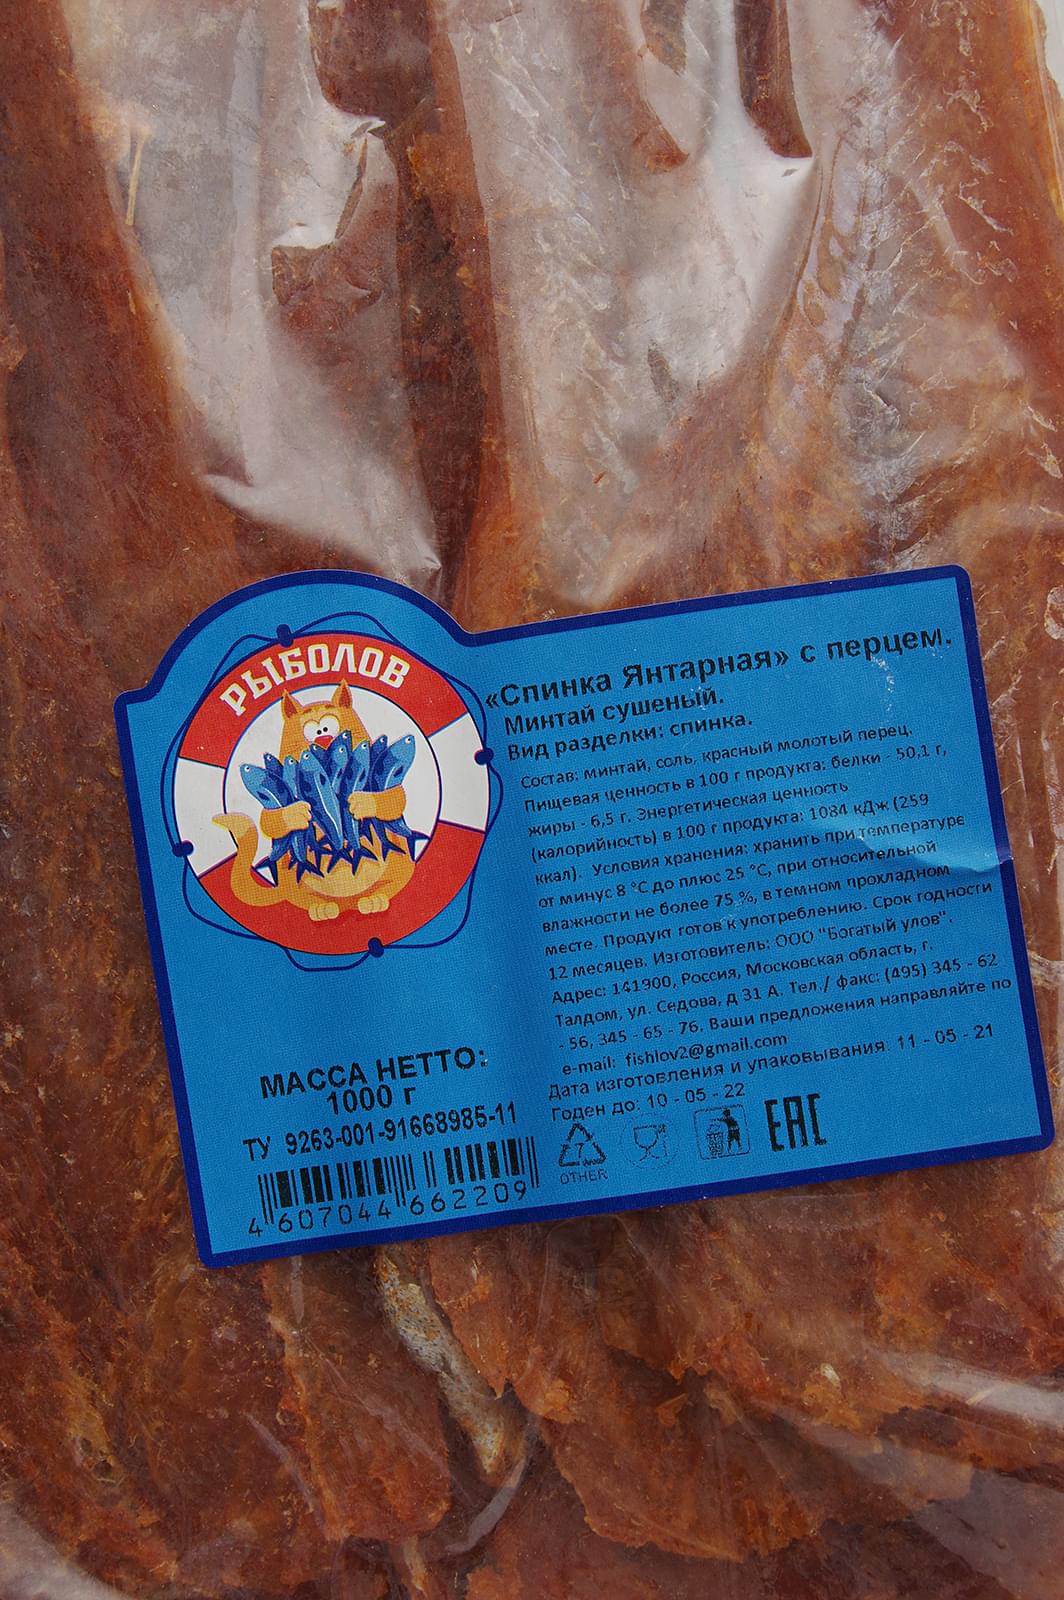 РЫБОЛОВ
«Спинка Янтарная» с перцем.
Минтай сушеный.
Вид разделки: спинка.
Состав: минтай, соль, красный молотый перец.
Пищевая ценность в 100 г продукта: белки - 50,1 г,
жиры - 6,5 г. Энергетическая ценность
(калорийность) в 100 г продукта: 1084 кДж (259
ккал). Условия хранения: хранить при температуре
от минус 8 °С до плюс 25 °С, при относительной
влажности не более 75 %, в темном прохладном
месте. Продукт готов к употреблению. Срок годности
12 месяцев. Изготовитель: ООО "Богатый улов".
Адрес: 141900, Россия, Московская область, г.
Талдом, ул. Седова, д 31 А. Тел./ факс: (495) 345 - 62
- 56, 345 - 65 - 76. Ваши предложения направляйте по
e-mail: fishlov2@gmail.com
Дата изготовления и упаковывания: 11 - 05 - 21
Годен до: 10 - 05 - 22
МАССА НЕТТО:
1000 г
ТУ 9263-001-91668985-11
4 607044 662209
7
OTHER
EAC